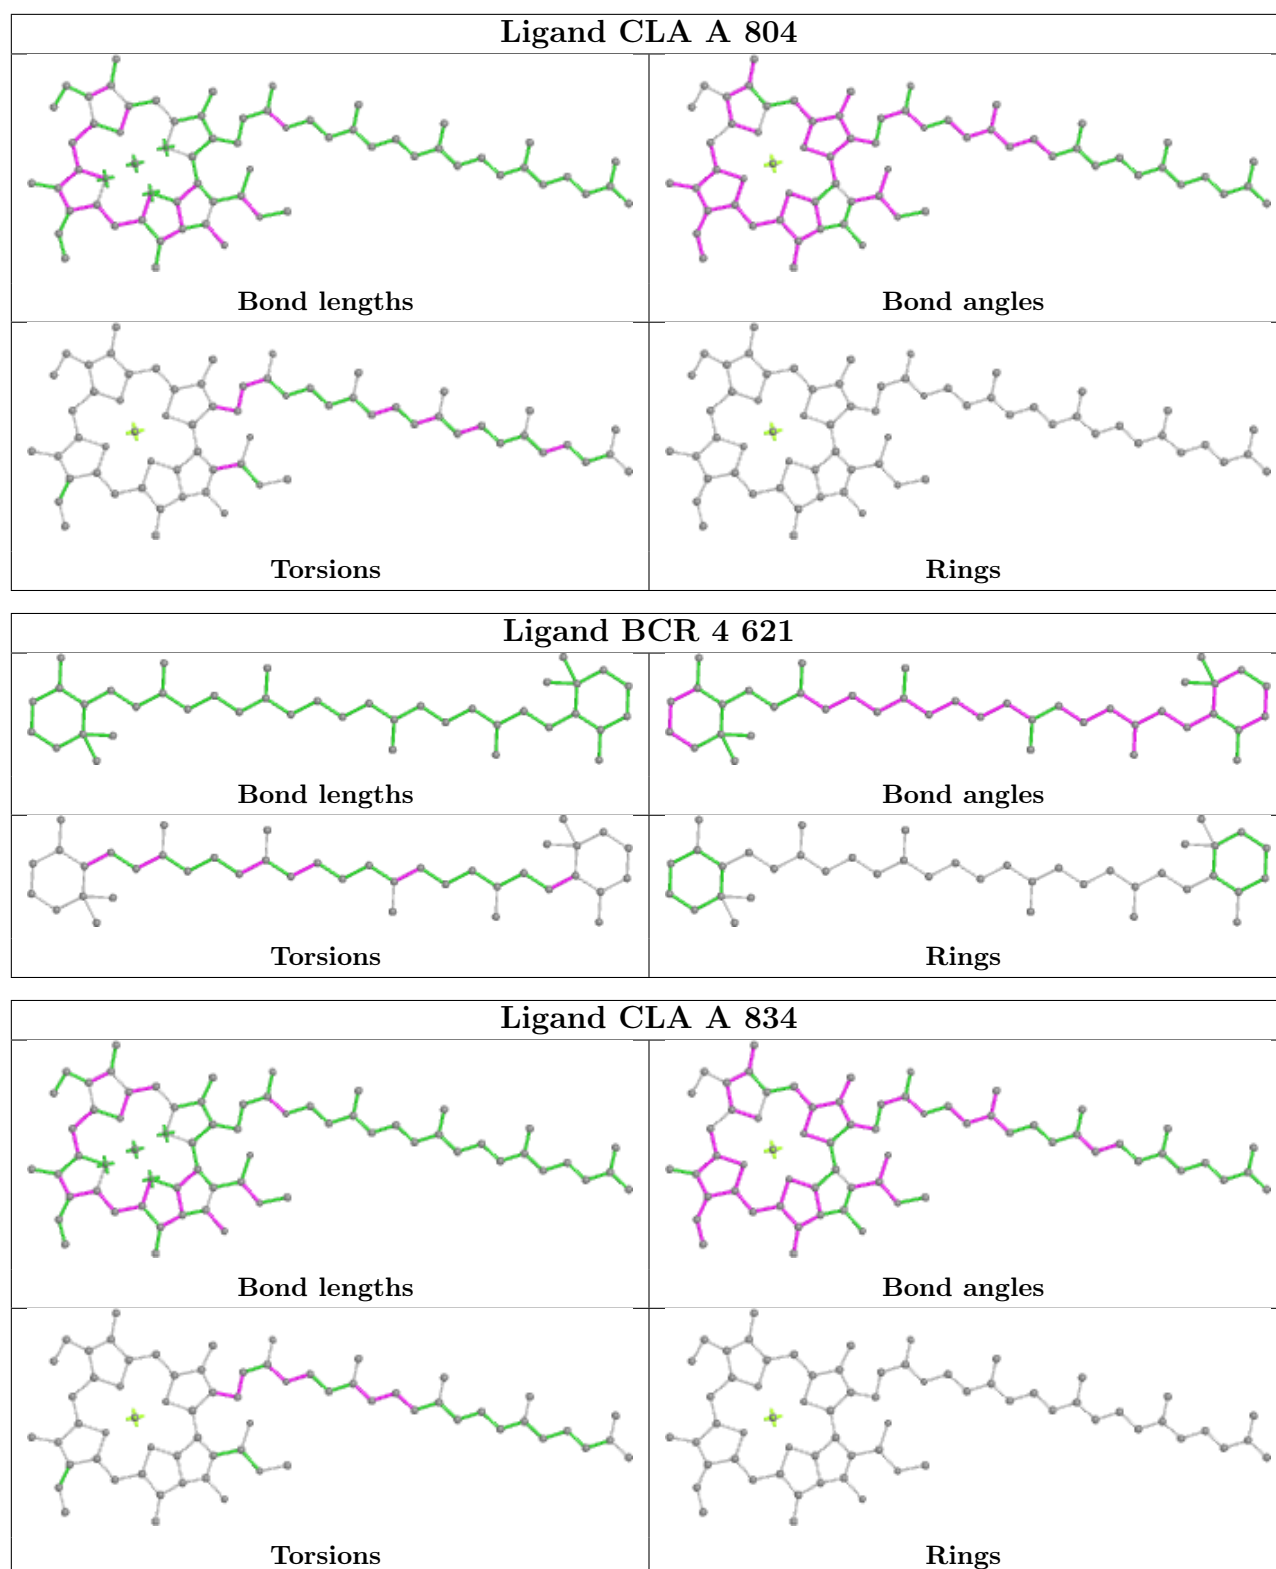 Ligand CLA A 804
Bond lengths
Bond angles
Torsions
Rings
Ligand BCR 4 621
Bond lengths
Bond angles
Torsions
Rings
Ligand CLA A 834
Bond lengths
Bond angles
Torsions
Rings